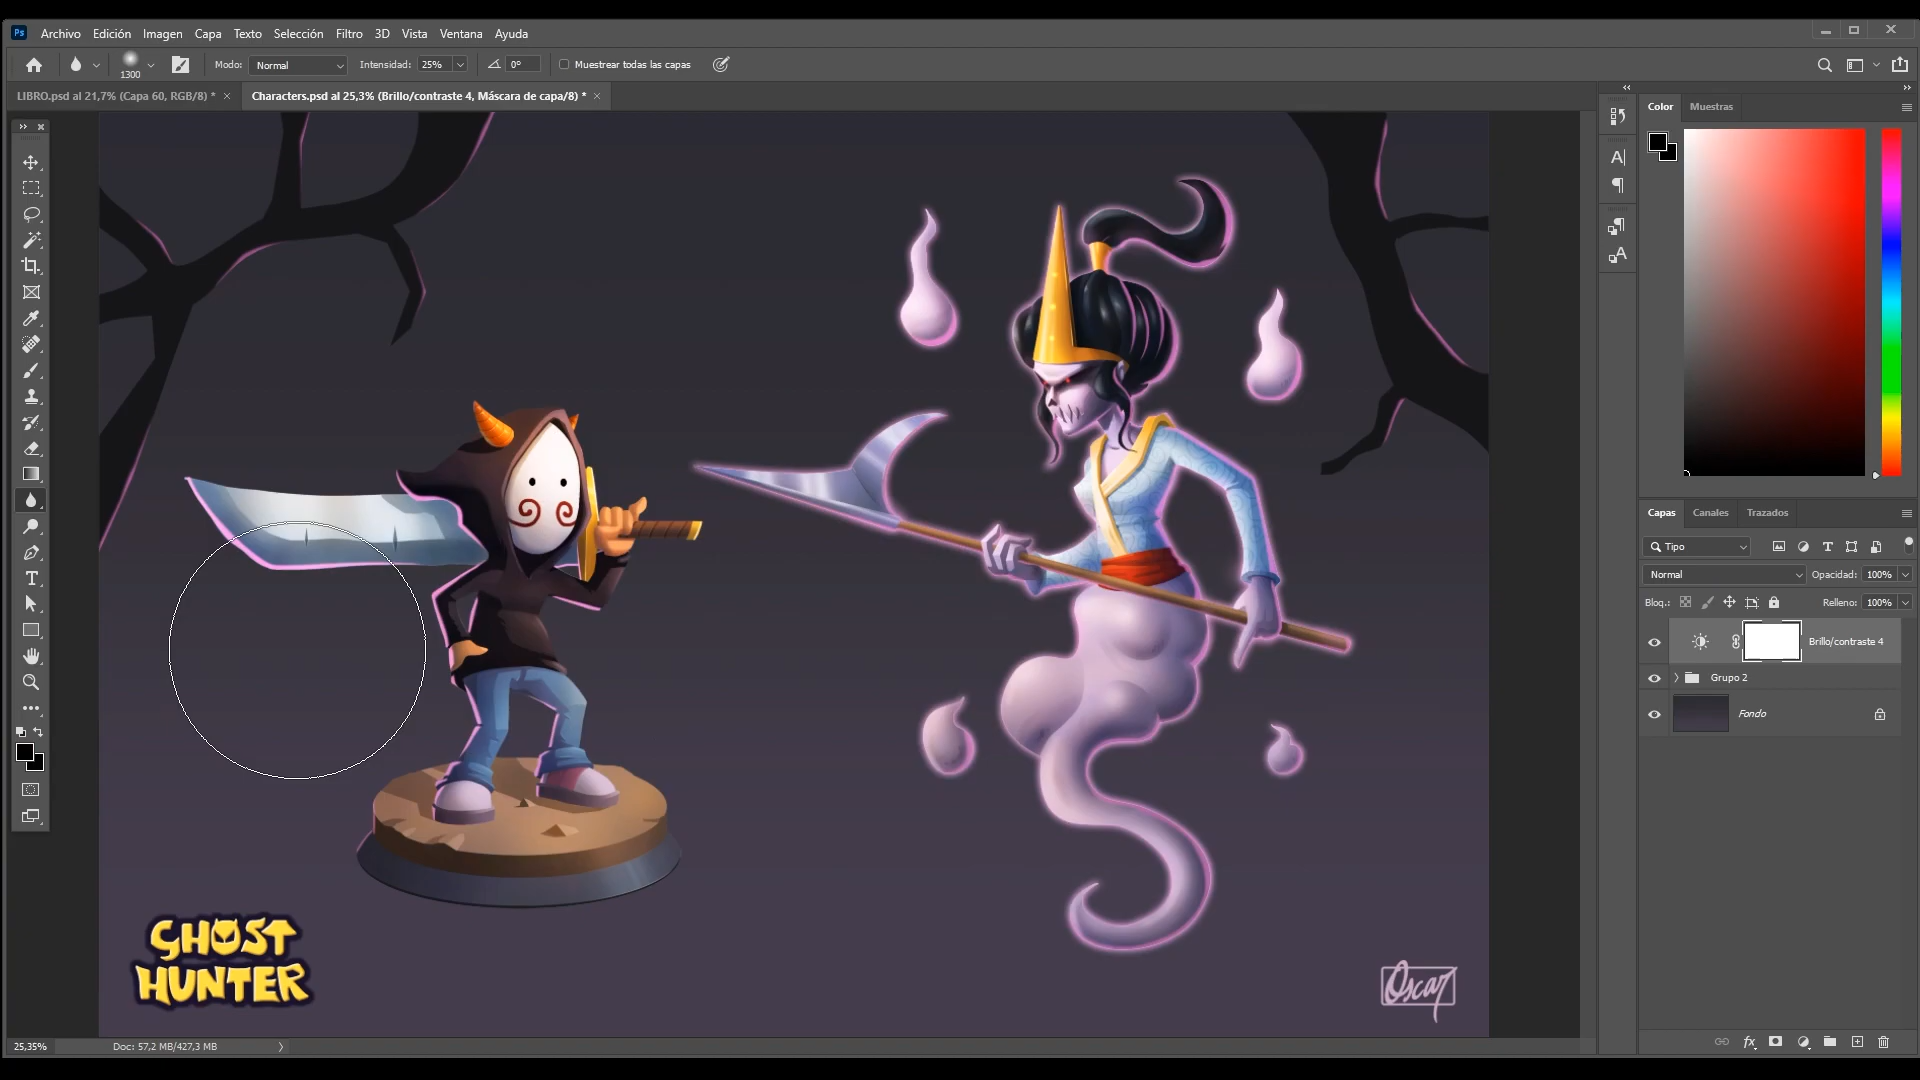 Ps Archivo Edición Imagen Capa Texto Selección Filtro 3D Vista Ventana Ayuda
1300 Modo: Normal Intensidad: 25% 0° Muestrear todas las capas
LIBRO.psd al 21,7% (Capa 60, RGB/8) * × Characters.psd al 25,3% (Brillo/contraste 4, Máscara de capa/8) * ×
Color Muestras
Capas Canales Trazados
Tipo
Normal Opacidad: 100%
Bloq.: Relleno: 100%
Brillo/contraste 4
Grupo 2
Fondo
GHOST
HUNTER
Oscar
25,35% Doc: 57,2 MB/427,3 MB
fx